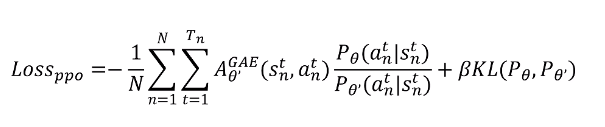 Loss_{ppo} = -\frac{1}{N}\sum_{n=1}^{N}\sum_{t=1}^{T_n} A_{\theta'}^{GAE}(s_n^t, a_n^t)\frac{P_\theta(a_n^t|s_n^t)}{P_{\theta'}(a_n^t|s_n^t)} + \beta KL(P_\theta, P_{\theta'})